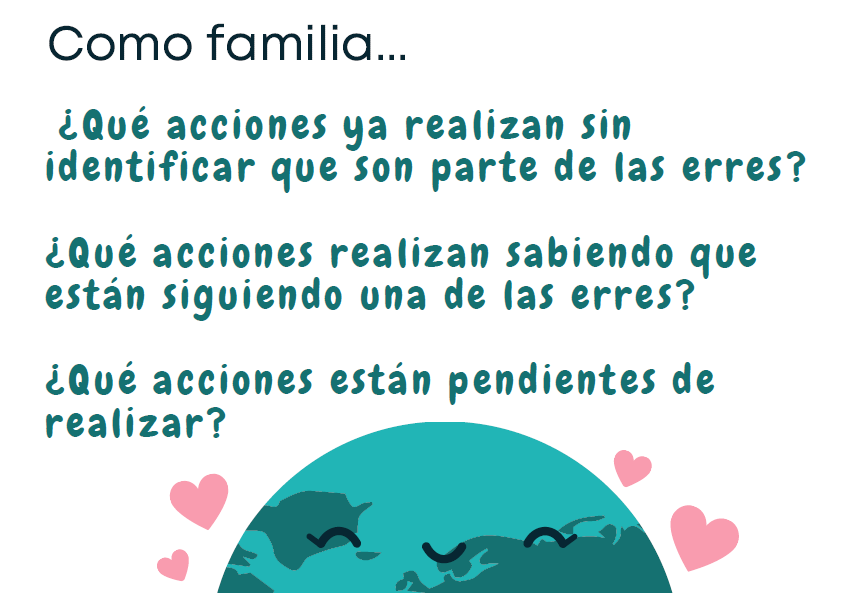 Como familia...
¿Qué acciones ya realizan sin
identificar que son parte de las erres?
¿Qué acciones realizan sabiendo que
están siguiendo una de las erres?
¿Qué acciones están pendientes de
realizar?